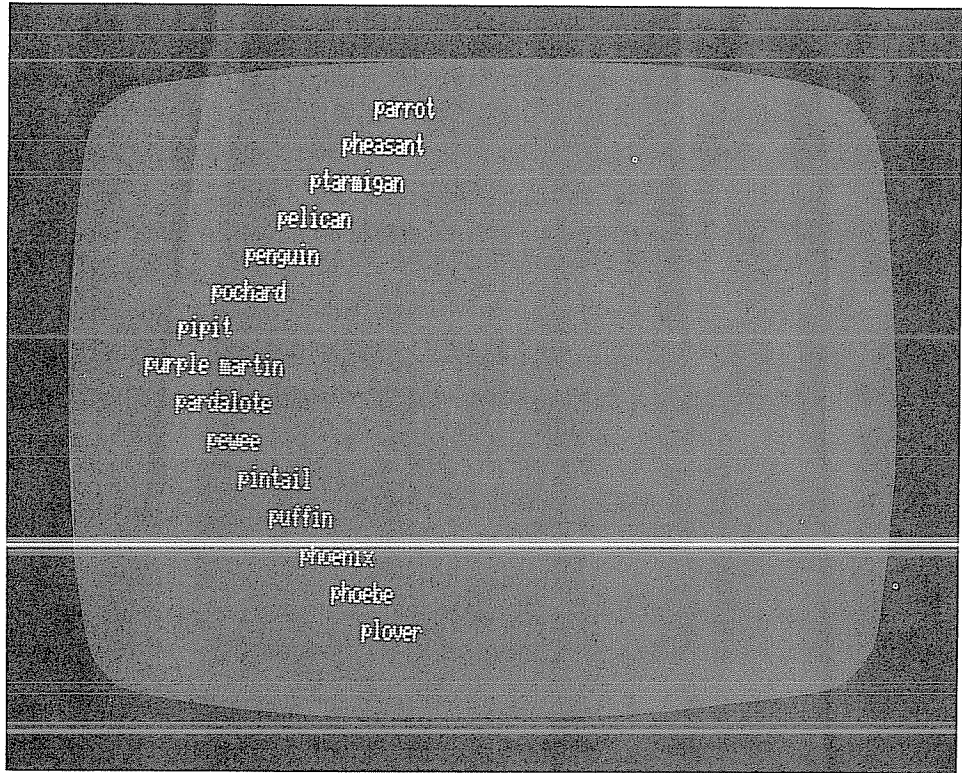 parrot
pheasant
ptarmigan
pelican
penguin
pochard
pipit
purple martin
pardalote
pewee
pintail
puffin
phoenix
phoebe
plover